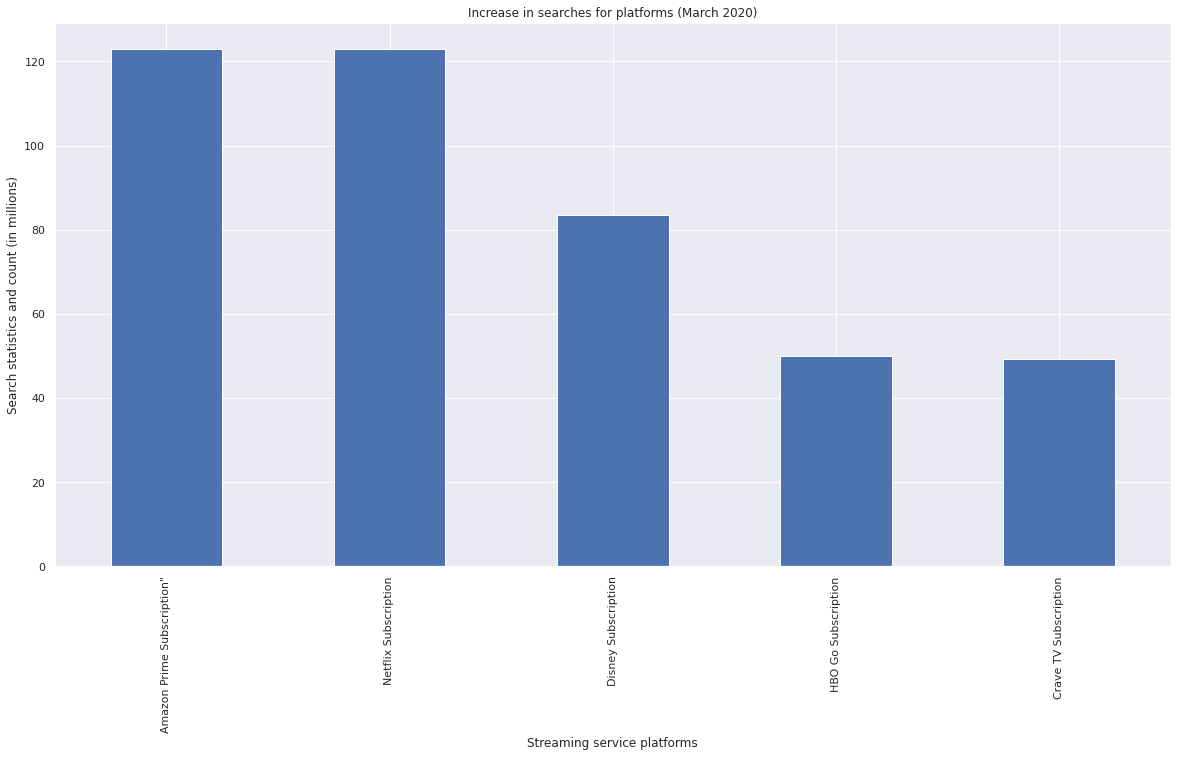 Increase in searches for platforms (March 2020)
Search statistics and count (in millions)
120
100
80
60
40
20
0
Amazon Prime Subscription"
Netflix Subscription
Disney Subscription
HBO Go Subscription
Crave TV Subscription
Streaming service platforms